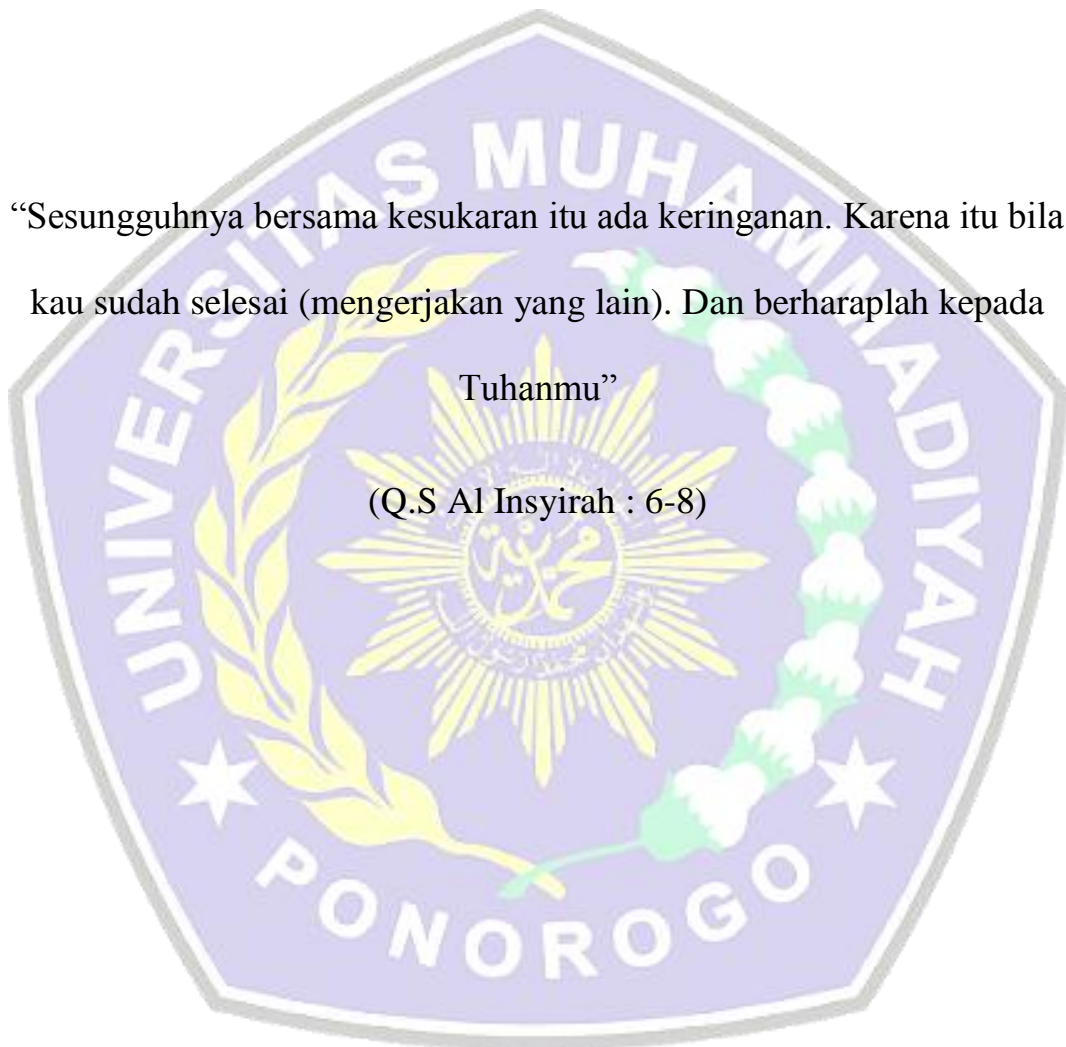 UNIVERSITAS MUHAMMADIYAH
“Sesungguhnya bersama kesukaran itu ada keringanan. Karena itu bila
kau sudah selesai (mengerjakan yang lain). Dan berharaplah kepada
Tuhanmu”
(Q.S Al Insyirah : 6-8)
محمدية
PONOROGO